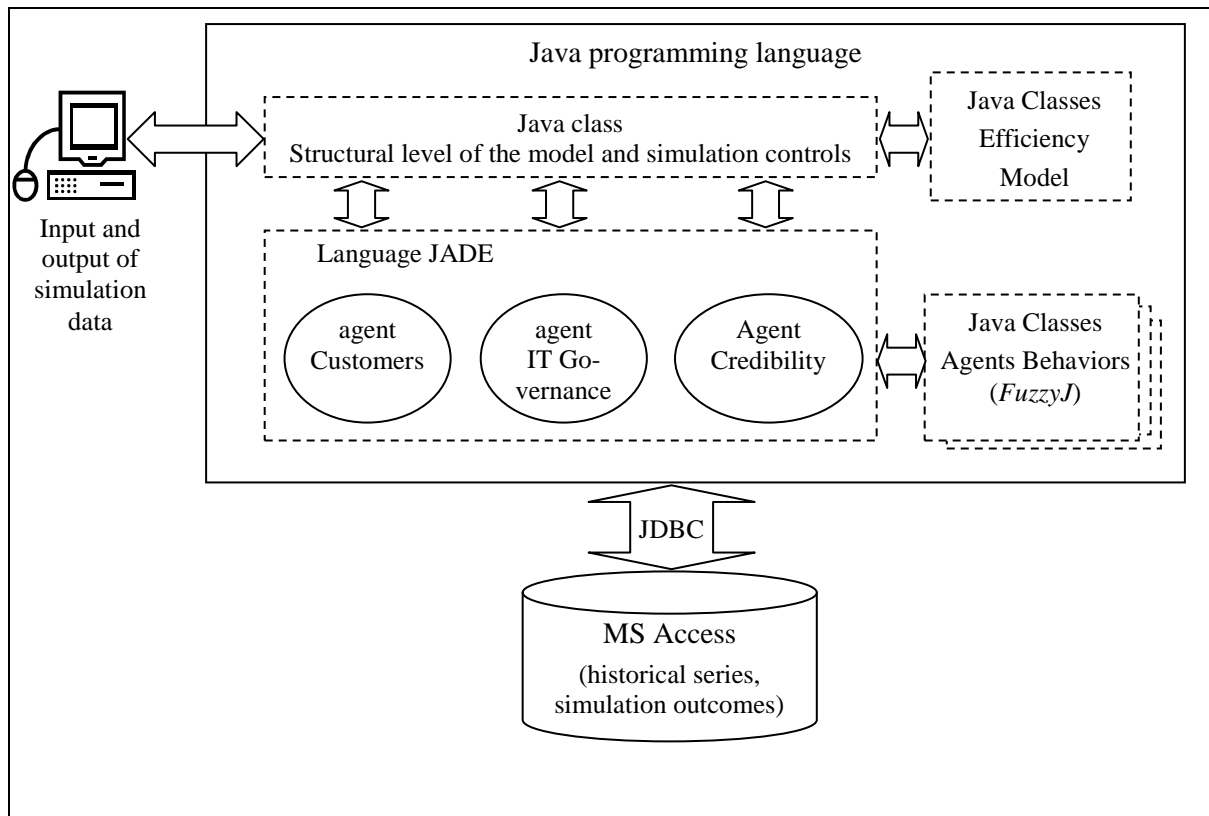 Java programming language
Java class
Structural level of the model and simulation controls
Java Classes
Efficiency
Model
Input and
output of
simulation
data
Language JADE
agent
Customers
agent
IT Go-
vernance
Agent
Credibility
Java Classes
Agents Behaviors
(FuzzyJ)
JDBC
MS Access
(historical series,
simulation outcomes)